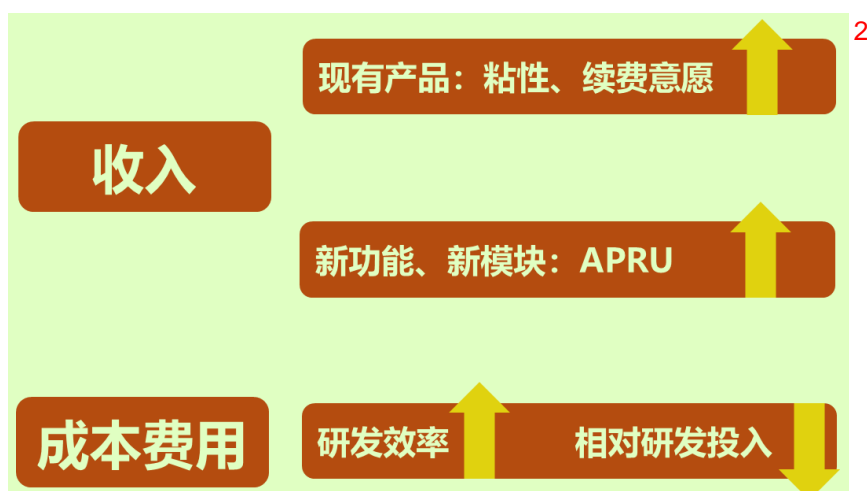 2
现有产品：粘性、续费意愿
收入
新功能、新模块：APRU
成本费用
研发效率 相对研发投入